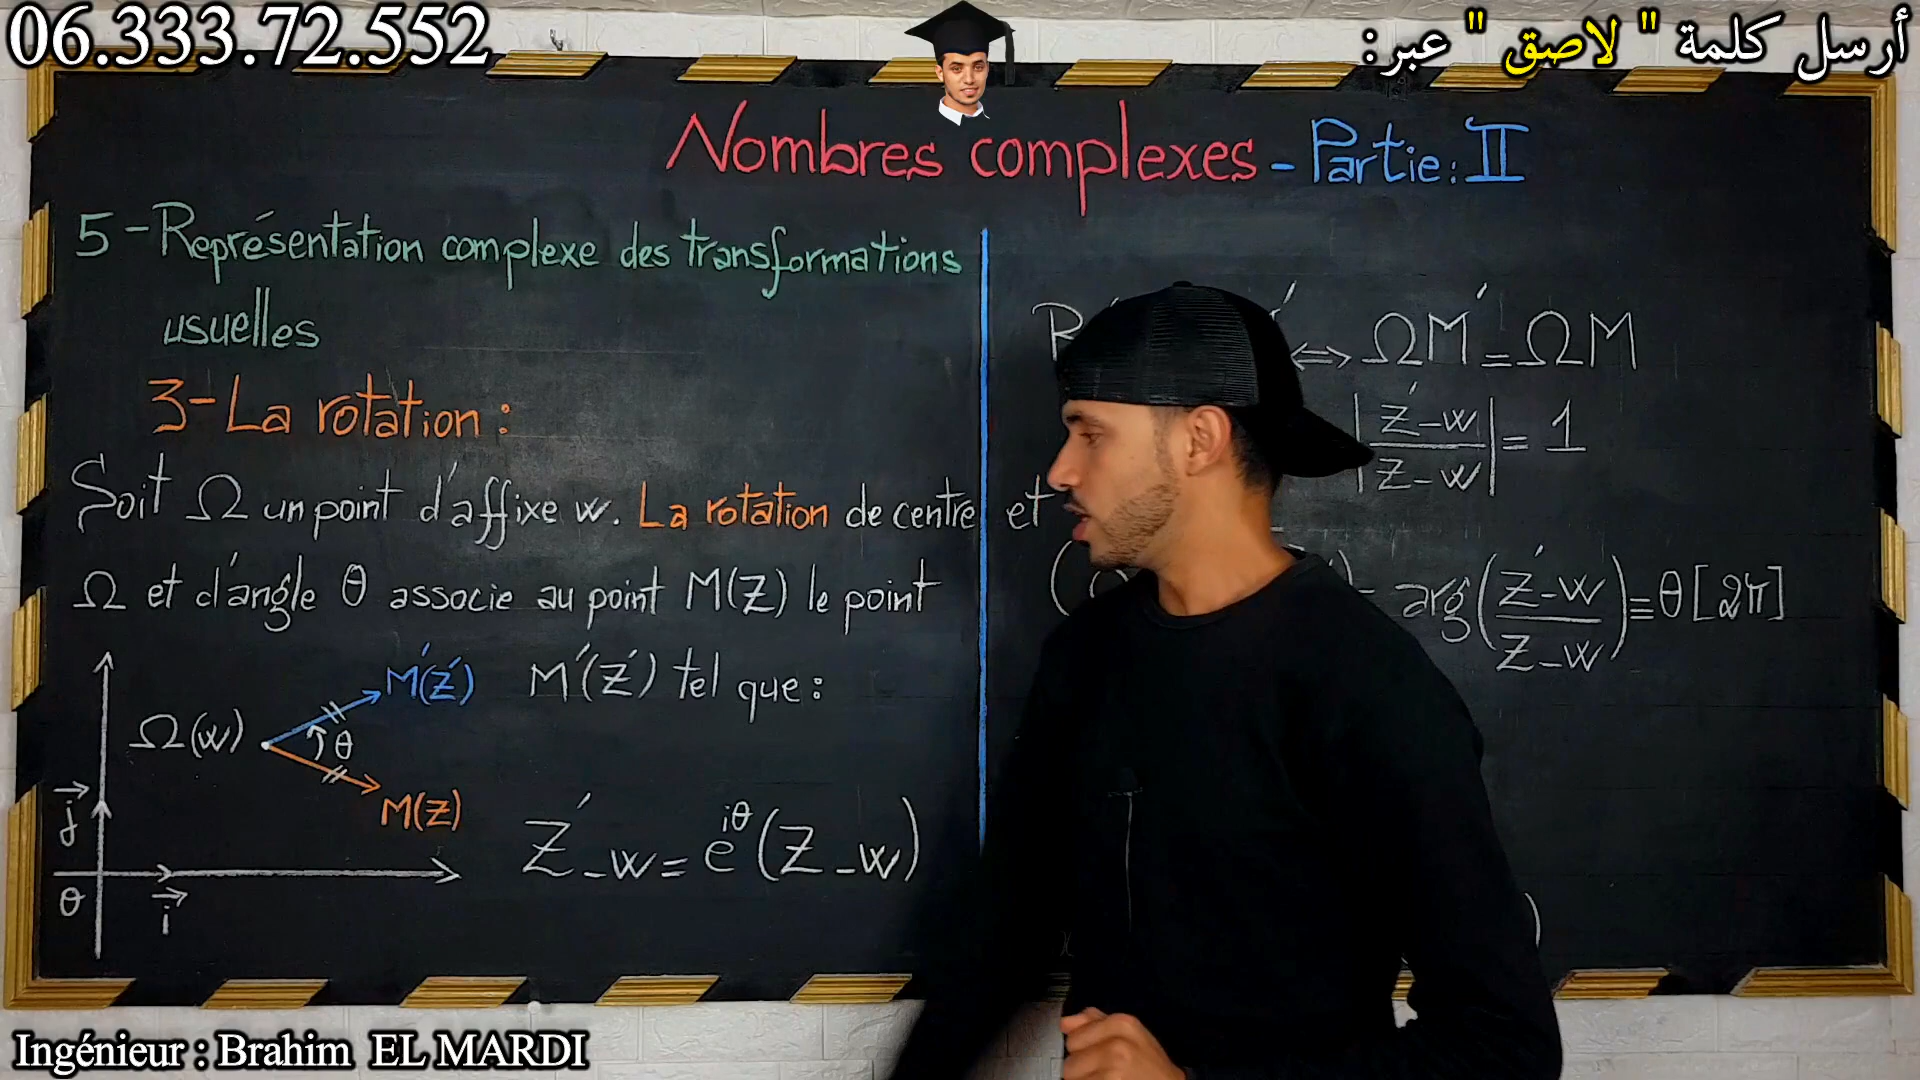 06.333.72.552
أرسل كلمة " لاصق " عبر:
Nombres complexes - Partie: II
5 - Représentation complexe des transformations
usuelles
3 - La rotation :
Soit Ω un point d'affixe w. La rotation de centre
Ω et d'angle θ associe au point M(z) le point
M'(z') tel que :
M'(z')
Ω(w)
θ
M(z)
j
θ
i
z' - w = e^{iθ}(z - w)
⇔ ΩM' = ΩM
|z' - w / z - w| = 1
et
arg(z' - w / z - w) ≡ θ[2π]
Ingénieur : Brahim EL MARDI